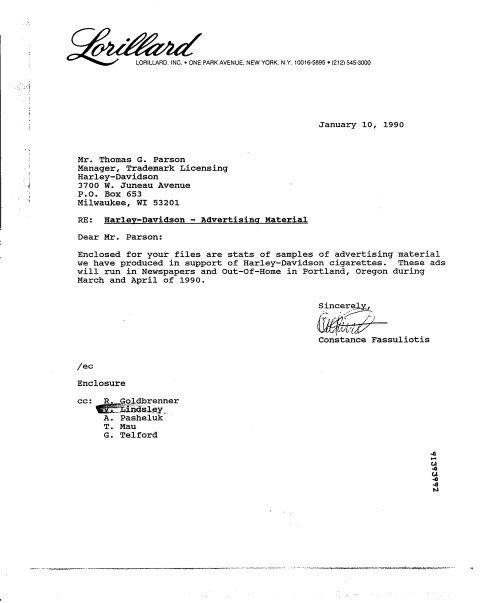 Lorillard
LORILLARD, INC. • ONE PARK AVENUE, NEW YORK, N.Y. 10016-5895 • (212) 545-3000
January 10, 1990
Mr. Thomas G. Parson
Manager, Trademark Licensing
Harley-Davidson
3700 W. Juneau Avenue
P.O. Box 653
Milwaukee, WI 53201
RE: Harley-Davidson - Advertising Material
Dear Mr. Parson:
Enclosed for your files are stats of samples of advertising material
we have produced in support of Harley-Davidson cigarettes. These ads
will run in Newspapers and Out-Of-Home in Portland, Oregon during
March and April of 1990.
Sincerely,
Constance Fassuliotis
/ec
Enclosure
cc: R. Goldbrenner
V. Lindsley
A. Pasheluk
T. Mau
G. Telford
91393992